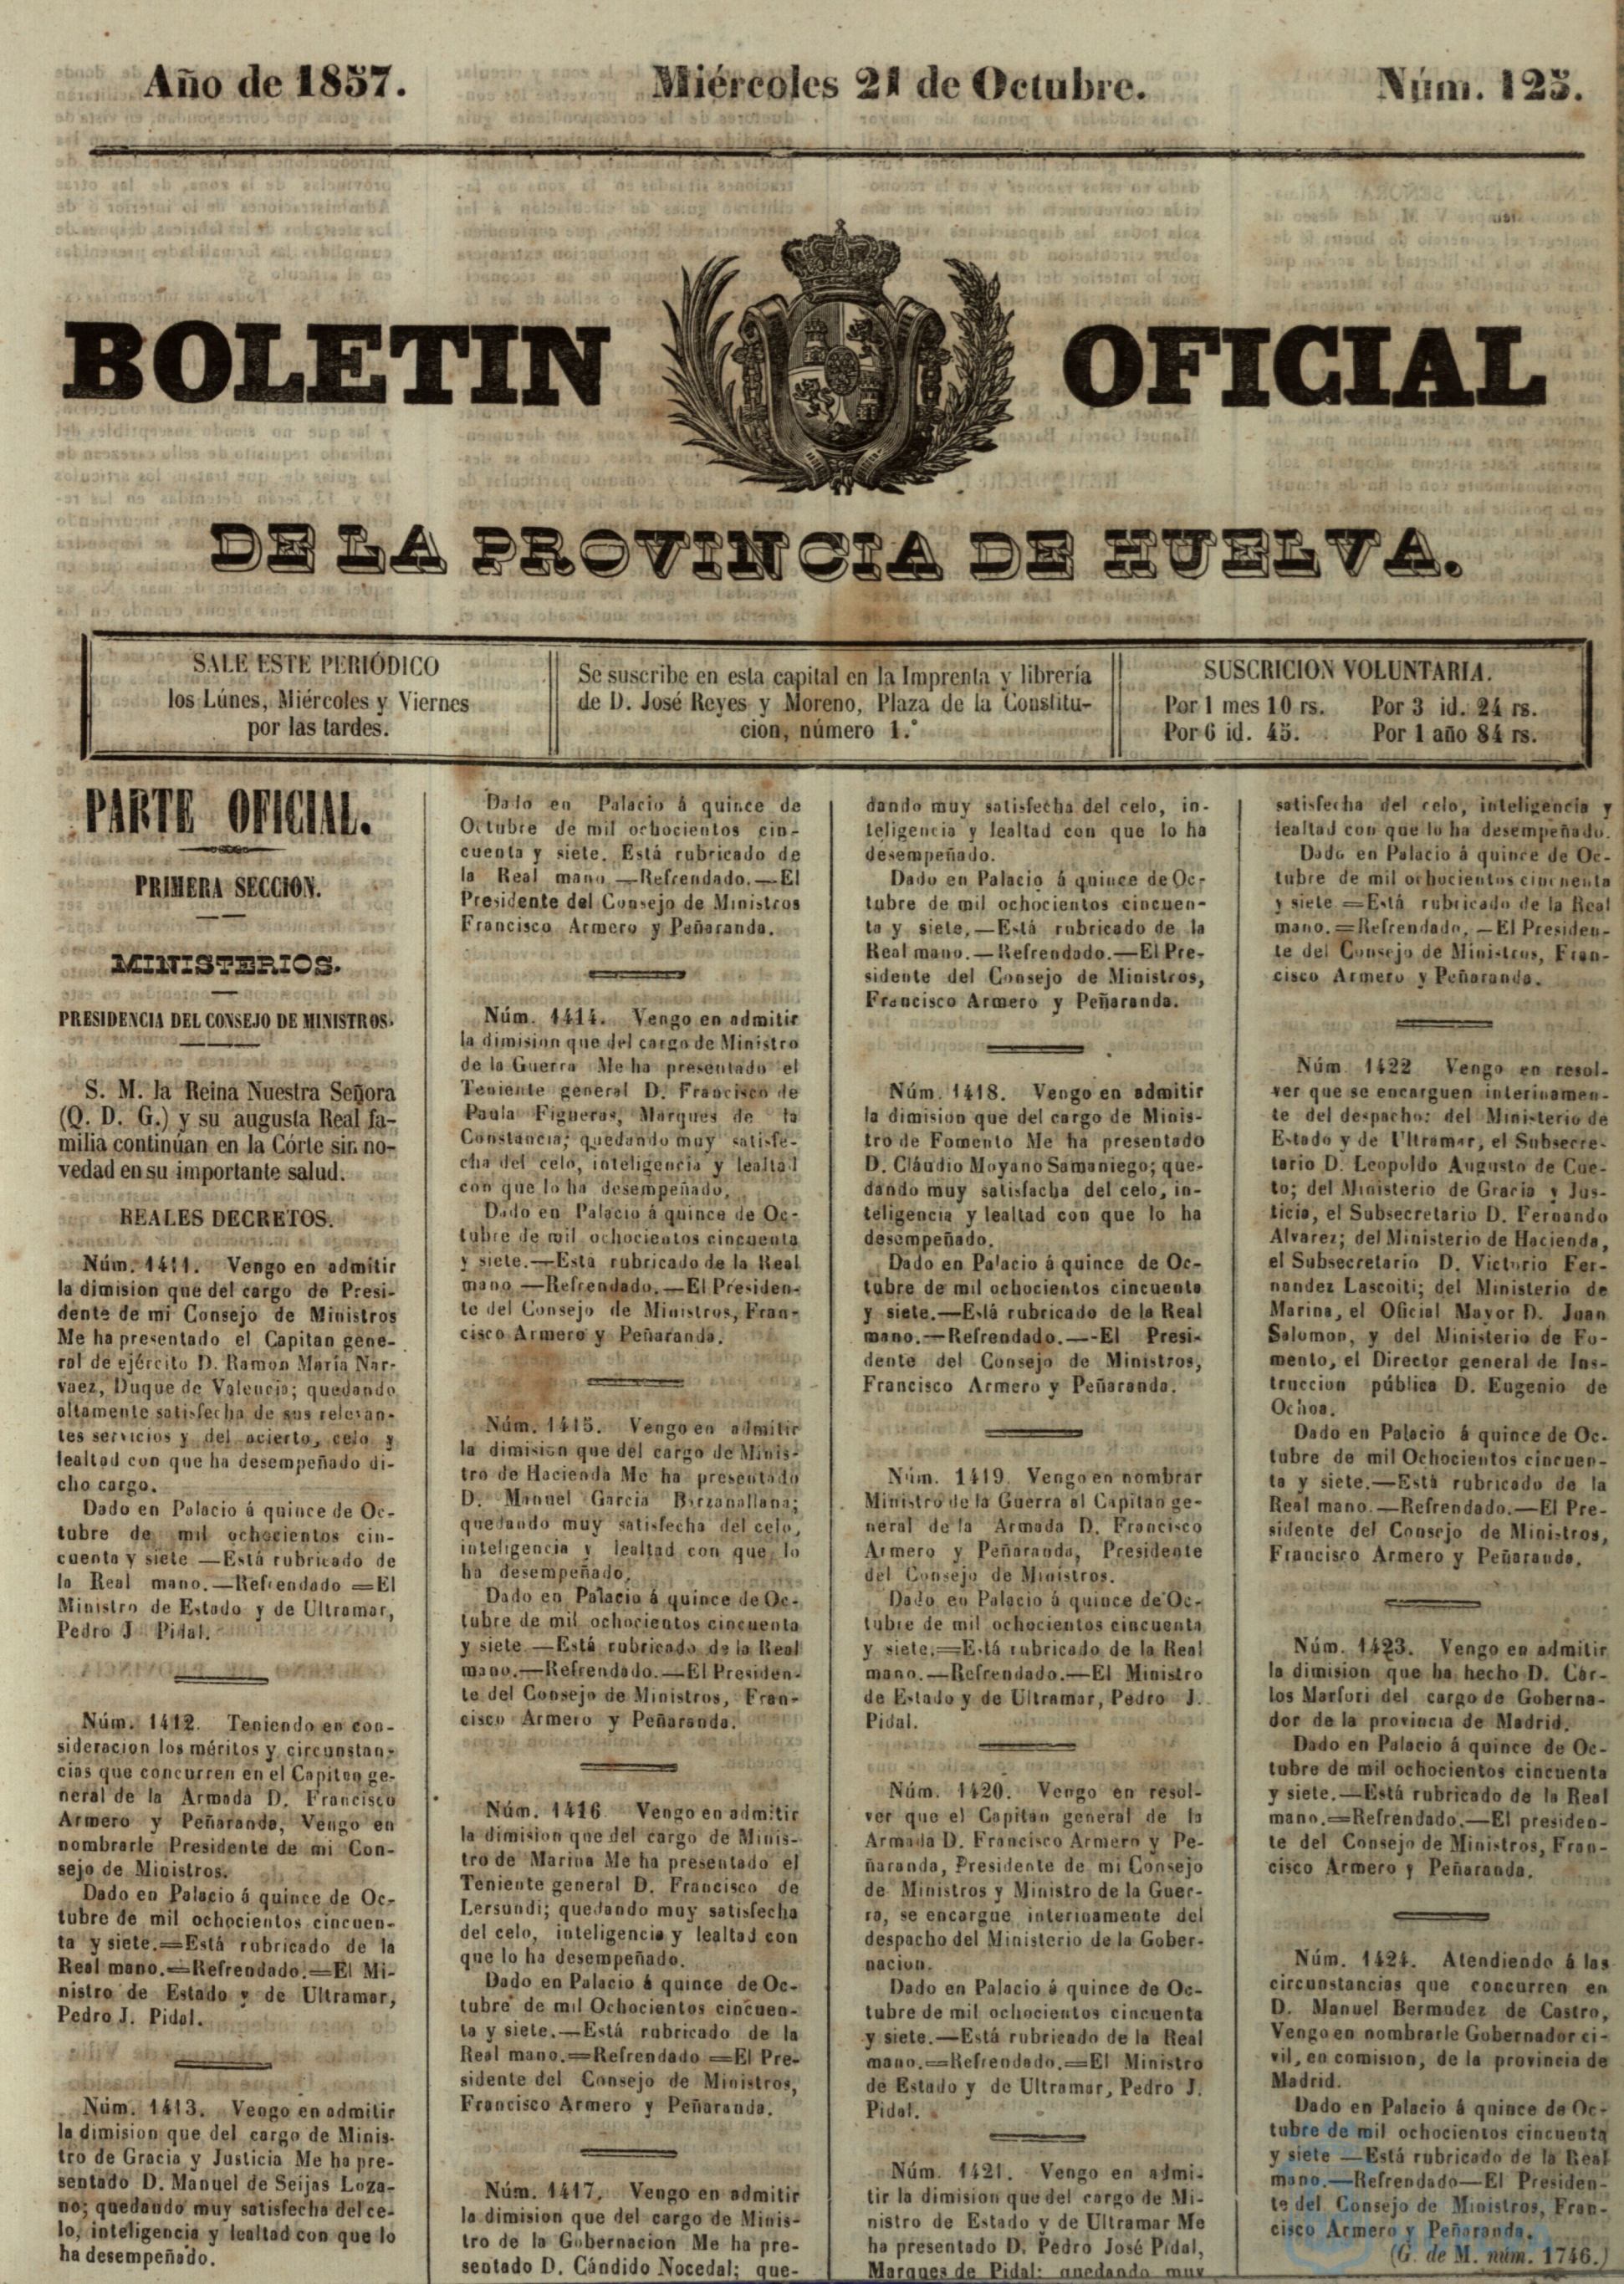 Año de 1857.
Miércoles 21 de Octubre.
Núm. 125.
BOLETIN OFICIAL
DE LA PROVINCIA DE HUELVA.
SALE ESTE PERIÓDICO
los Lúnes, Miércoles y Viernes
por las tardes.
Se suscribe en esta capital en la Imprenta y librería
de D. José Reyes y Moreno, Plaza de la Constitu-
cion, número 1.°
SUSCRICION VOLUNTARIA.
Por 1 mes 10 rs. Por 3 id. 24 rs.
Por 6 id. 45. Por 1 año 84 rs.
PARTE OFICIAL.
PRIMERA SECCION.
MINISTERIOS.
PRESIDENCIA DEL CONSEJO DE MINISTROS.
S. M. la Reina Nuestra Señora
(Q. D. G.) y su augusta Real fa-
milia continúan en la Córte sin no-
vedad en su importante salud.
REALES DECRETOS.
Núm. 1411. Vengo en admitir
la dimision que del cargo de Presi-
dente de mi Consejo de Ministros
Me ha presentado el Capitan gene-
ral de ejército D. Ramon María Nar-
vaez, Duque de Valencia; quedando
altamente satisfecha de sus relevan-
tes servicios y del acierto, celo y
lealtad con que ha desempeñado di-
cho cargo.
Dado en Palacio á quince de Oc-
tubre de mil ochocientos cin-
cuenta y siete.—Está rubricado de
la Real mano.—Refrendado=El
Ministro de Estado y de Ultramar,
Pedro J. Pidal.
Núm. 1412. Teniendo en con-
sideracion los méritos y circunstan-
cias que concurren en el Capitan ge-
neral de la Armada D. Francisco
Armero y Peñaranda, Vengo en
nombrarle Presidente de mi Con-
sejo de Ministros.
Dado en Palacio á quince de Oc-
tubre de mil ochocientos cincuen-
ta y siete.=Está rubricado de la
Real mano.=Refrendado.=El Mi-
nistro de Estado y de Ultramar,
Pedro J. Pidal.
Núm. 1413. Vengo en admitir
la dimision que del cargo de Minis-
tro de Gracia y Justicia Me ha pre-
sentado D. Manuel de Seijas Loza-
no; quedando muy satisfecha del ce-
lo, inteligencia y lealtad con que lo
ha desempeñado.
Dado en Palacio á quince de
Octubre de mil ochocientos cin-
cuenta y siete. Está rubricado de
la Real mano.—Refrendado.—El
Presidente del Consejo de Ministros
Francisco Armero y Peñaranda.
Núm. 1414. Vengo en admitir
la dimision que del cargo de Ministro
de la Guerra Me ha presentado el
Teniente general D. Francisco de
Paula Figueras, Marques de la
Constancia; quedando muy satisfe-
cha del celo, inteligencia y lealtad
con que lo ha desempeñado.
Dado en Palacio á quince de Oc-
tubre de mil ochocientos cincuenta
y siete.—Está rubricado de la Real
mano—Refrendado.—El Presiden-
te del Consejo de Ministros, Fran-
cisco Armero y Peñaranda.
Núm. 1415. Vengo en admitir
la dimision que del cargo de Minis-
tro de Hacienda Me ha presentado
D. Manuel Garcia Barzanallana;
quedando muy satisfecha del celo,
inteligencia y lealtad con que lo
ha desempeñado.
Dado en Palacio á quince de Oc-
tubre de mil ochocientos cincuenta
y siete.—Está rubricado de la Real
mano.—Refrendado.—El Presiden-
te del Consejo de Ministros, Fran-
cisco Armero y Peñaranda.
Núm. 1416. Vengo en admitir
la dimision que del cargo de Minis-
tro de Marina Me ha presentado el
Teniente general D. Francisco de
Lersundi; quedando muy satisfecha
del celo, inteligencia y lealtad con
que lo ha desempeñado.
Dado en Palacio á quince de Oc-
tubre de mil Ochocientos cincuen-
ta y siete.—Está rubricado de la
Real mano.=Refrendado=El Pre-
sidente del Consejo de Ministros,
Francisco Armero y Peñaranda.
Núm. 1417. Vengo en admitir
la dimision que del cargo de Minis-
tro de la Gobernacion Me ha pre-
sentado D. Cándido Nocedal; que-
dando muy satisfecha del celo, in-
teligencia y lealtad con que lo ha
desempeñado.
Dado en Palacio á quince de Oc-
tubre de mil ochocientos cincuen-
ta y siete.—Está rubricado de la
Real mano.—Refrendado.—El Pre-
sidente del Consejo de Ministros,
Francisco Armero y Peñaranda.
Núm. 1418. Vengo en admitir
la dimision que del cargo de Minis-
tro de Fomento Me ha presentado
D. Cláudio Moyano Samaniego; que-
dando muy satisfacha del celo, in-
teligencia y lealtad con que lo ha
desempeñado.
Dado en Palacio á quince de Oc-
tubre de mil ochocientos cincuenta
y siete.—Está rubricado de la Real
mano.—Refrendado.—-El Presi-
dente del Consejo de Ministros,
Francisco Armero y Peñaranda.
Núm. 1419. Vengo en nombrar
Ministro de la Guerra al Capitan ge-
neral de la Armada D. Francisco
Armero y Peñaranda, Presidente
del Consejo de Ministros.
Dado en Palacio á quince de Oc-
tubre de mil ochocientos cincuenta
y siete.=Está rubricado de la Real
mano.—Refrendado.—El Ministro
de Estado y de Ultramar, Pedro J.
Pidal.
Núm. 1420. Vengo en resol-
ver que el Capitan general de la
Armada D. Francisco Armero y Pe-
ñaranda, Presidente de mi Consejo
de Ministros y Ministro de la Guer-
ra, se encargue interinamente del
despacho del Ministerio de la Gober-
nacion.
Dado en Palacio á quince de Oc-
tubre de mil ochocientos cincuenta
y siete.—Está rubricado de la Real
mano.=Refrendado.=El Ministro
de Estado y de Ultramar, Pedro J.
Pidal.
Núm. 1421. Vengo en admi-
tir la dimision que del cargo de Mi-
nistro de Estado y de Ultramar Me
ha presentado D. Pedro José Pidal,
Marques de Pidal; quedando muy
satisfecha del celo, inteligencia y
lealtad con que lo ha desempeñado.
Dado en Palacio á quince de Oc-
tubre de mil ochocientos cincuenta
y siete=Está rubricado de la Real
mano.=Refrendado.—El Presiden-
te del Consejo de Ministros, Fran-
cisco Armero y Peñaranda.
Núm. 1422 Vengo en resol-
ver que se encarguen interinamen-
te del despacho: del Ministerio de
Estado y de Ultramar, el Subsecre-
tario D. Leopoldo Augusto de Cue-
to; del Ministerio de Gracia y Jus-
ticia, el Subsecretario D. Fernando
Alvarez; del Ministerio de Hacienda,
el Subsecretario D. Victorio Fer-
nandez Lascoiti; del Ministerio de
Marina, el Oficial Mayor D. Juan
Salomon, y del Ministerio de Fo-
mento, el Director general de Ins-
truccion pública D. Eugenio de
Ochoa.
Dado en Palacio á quince de Oc-
tubre de mil Ochocientos cincuen-
ta y siete.—Está rubricado de la
Real mano.—Refrendado.—El Pre-
sidente del Consejo de Ministros,
Francisco Armero y Peñaranda.
Núm. 1423. Vengo en admitir
la dimision que ha hecho D. Cár-
los Marfori del cargo de Goberna-
dor de la provincia de Madrid.
Dado en Palacio á quince de Oc-
tubre de mil ochocientos cincuenta
y siete.—Está rubricado de la Real
mano.=Refrendado.—El presiden-
te del Consejo de Ministros, Fran-
cisco Armero y Peñaranda.
Núm. 1424. Atendiendo á las
circunstancias que concurren en
D. Manuel Bermudez de Castro,
Vengo en nombrarle Gobernador ci-
vil, en comision, de la provincia de
Madrid.
Dado en Palacio á quince de Oc-
tubre de mil ochocientos cincuenta
y siete—Está rubricado de la Real
mano.—Refrendado—El Presiden-
te del Consejo de Ministros, Fran-
cisco Armero y Peñaranda.
(G. de M. núm. 1746.)